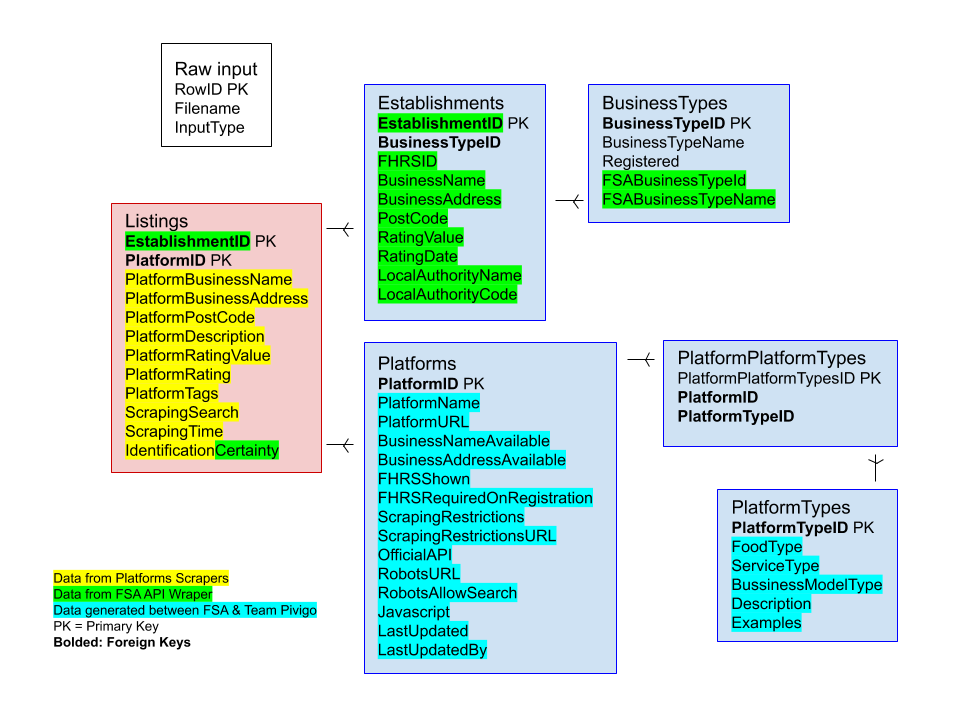 Raw input
RowID PK
Filename
InputType
Establishments
EstablishmentID PK
BusinessTypeID
FHRSID
BusinessName
BusinessAddress
PostCode
RatingValue
RatingDate
LocalAuthorityName
LocalAuthorityCode
BusinessTypes
BusinessTypeID PK
BusinessTypeName
Registered
FSABusinessTypeId
FSABusinessTypeName
Listings
EstablishmentID PK
PlatformID PK
PlatformBusinessName
PlatformBusinessAddress
PlatformPostCode
PlatformDescription
PlatformRatingValue
PlatformRating
PlatformTags
ScrapingSearch
ScrapingTime
IdentificationCertainty
Platforms
PlatformID PK
PlatformName
PlatformURL
BusinessNameAvailable
BusinessAddressAvailable
FHRSShown
FHRSRequiredOnRegistration
ScrapingRestrictions
ScrapingRestrictionsURL
OfficialAPI
RobotsURL
RobotsAllowSearch
Javascript
LastUpdated
LastUpdatedBy
PlatformPlatformTypes
PlatformPlatformTypesID PK
PlatformID
PlatformTypeID
PlatformTypes
PlatformTypeID PK
FoodType
ServiceType
BussinessModelType
Description
Examples
Data from Platforms Scrapers
Data from FSA API Wraper
Data generated between FSA & Team Pivigo
PK = Primary Key
Bolded: Foreign Keys